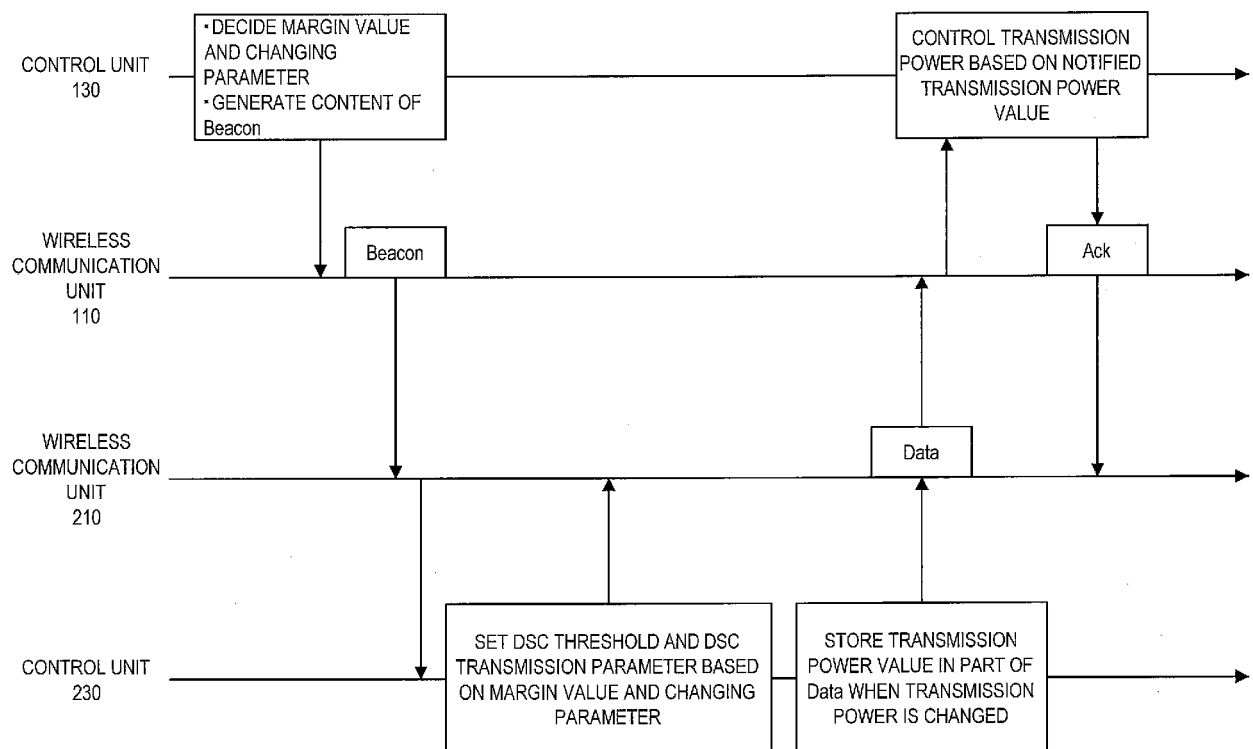 CONTROL UNIT
130
▪DECIDE MARGIN VALUE
AND CHANGING
PARAMETER
▪GENERATE CONTENT OF
Beacon
CONTROL TRANSMISSION
POWER BASED ON NOTIFIED
TRANSMISSION POWER
VALUE
WIRELESS
COMMUNICATION
UNIT
110
Beacon
Ack
WIRELESS
COMMUNICATION
UNIT
210
Data
CONTROL UNIT
230
SET DSC THRESHOLD AND DSC
TRANSMISSION PARAMETER BASED
ON MARGIN VALUE AND CHANGING
PARAMETER
STORE TRANSMISSION
POWER VALUE IN PART OF
Data WHEN TRANSMISSION
POWER IS CHANGED